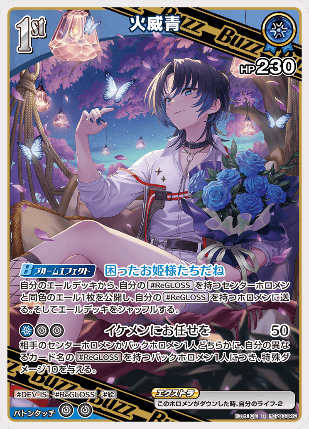 1st
Buzz Buzz Buzz
火威青
HP 230
Bブルームエフェクト 困ったお姫様たちだね
自分のエールデッキから、自分の〈#ReGLOSS〉を持つセンターホロメン
と同色のエール1枚を公開し、自分の〈#ReGLOSS〉を持つホロメンに送
る。そしてエールデッキをシャッフルする。
イケメンにお任せを 50
相手のセンターホロメンかバックホロメン1人どちらかに、自分の異な
るカード名の〈#ReGLOSS〉を持つバックホロメン1人につき、特殊ダ
メージ10を与える。
#DEV_IS #ReGLOSS #絵
エクストラ
このホロメンがダウンした時、自分のライフ-2
バトンタッチ